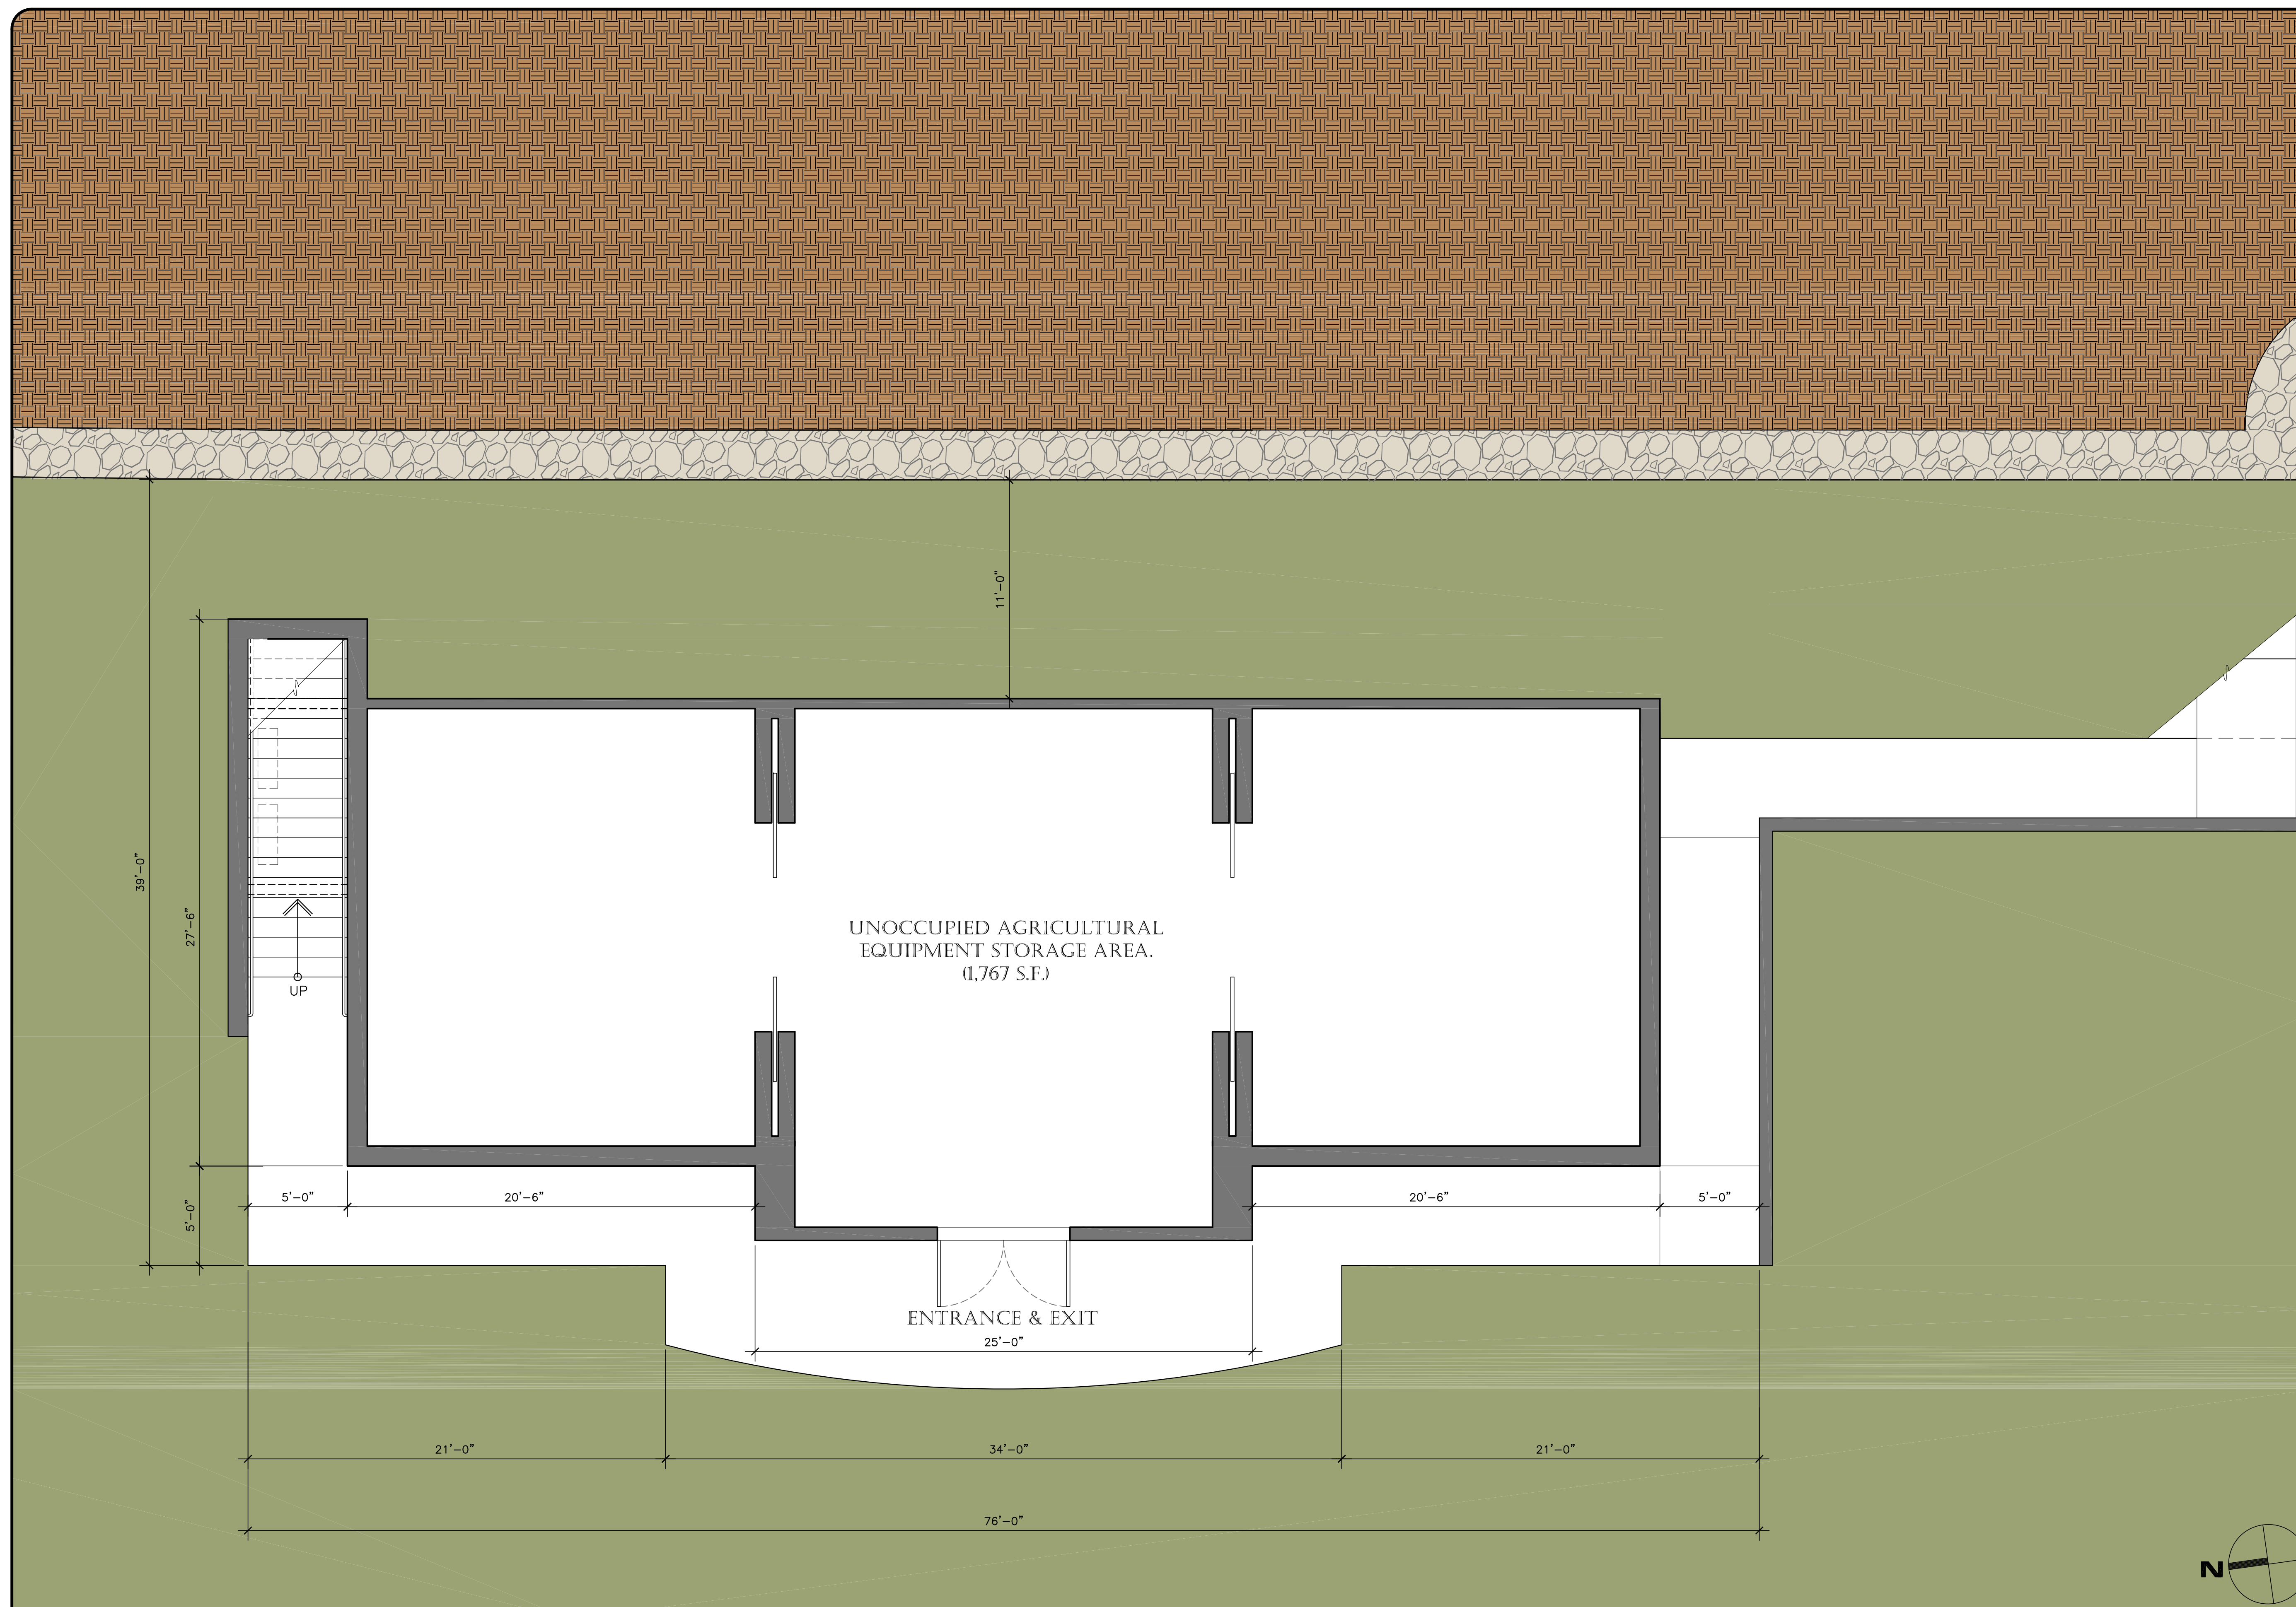 11'-0"
39'-0"
27'-6"
UNOCCUPIED AGRICULTURAL
EQUIPMENT STORAGE AREA.
(1,767 S.F.)
UP
5'-0"
5'-0"
20'-6"
20'-6"
5'-0"
ENTRANCE & EXIT
25'-0"
21'-0"
34'-0"
21'-0"
76'-0"
N